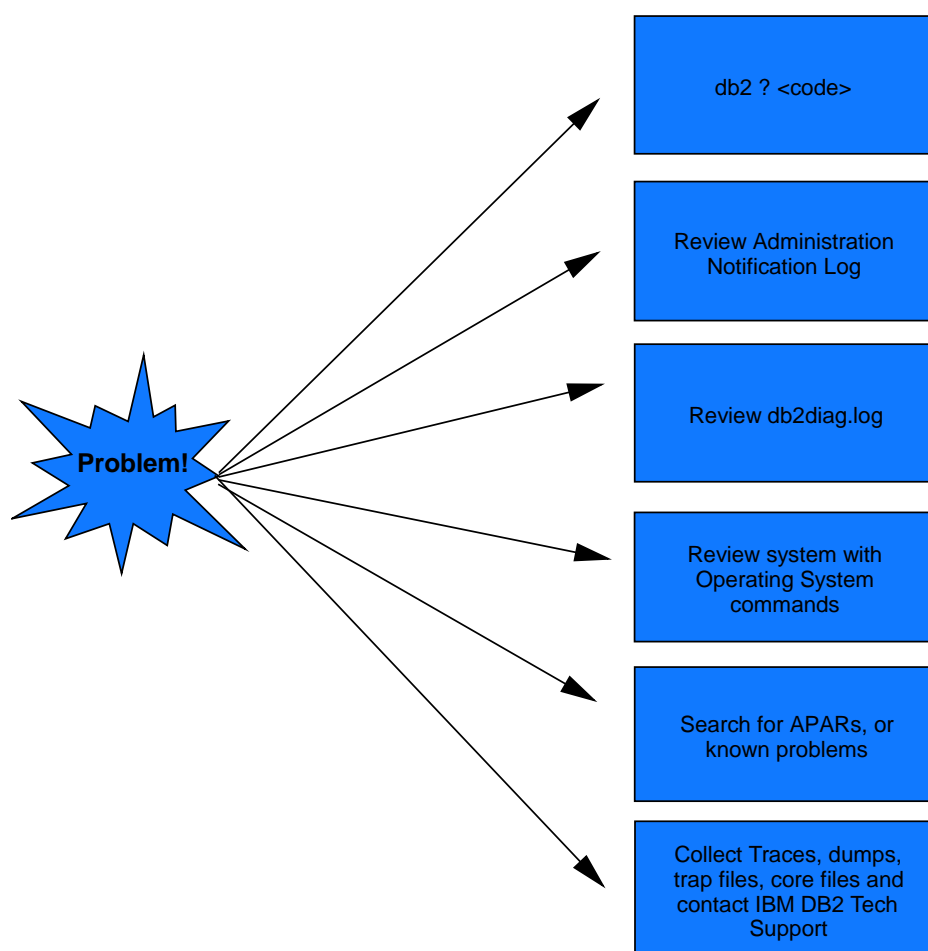 db2 ? <code>
Review Administration
Notification Log
Review db2diag.log
Problem!
Review system with
Operating System
commands
Search for APARs, or
known problems
Collect Traces, dumps,
trap files, core files and
contact IBM DB2 Tech
Support